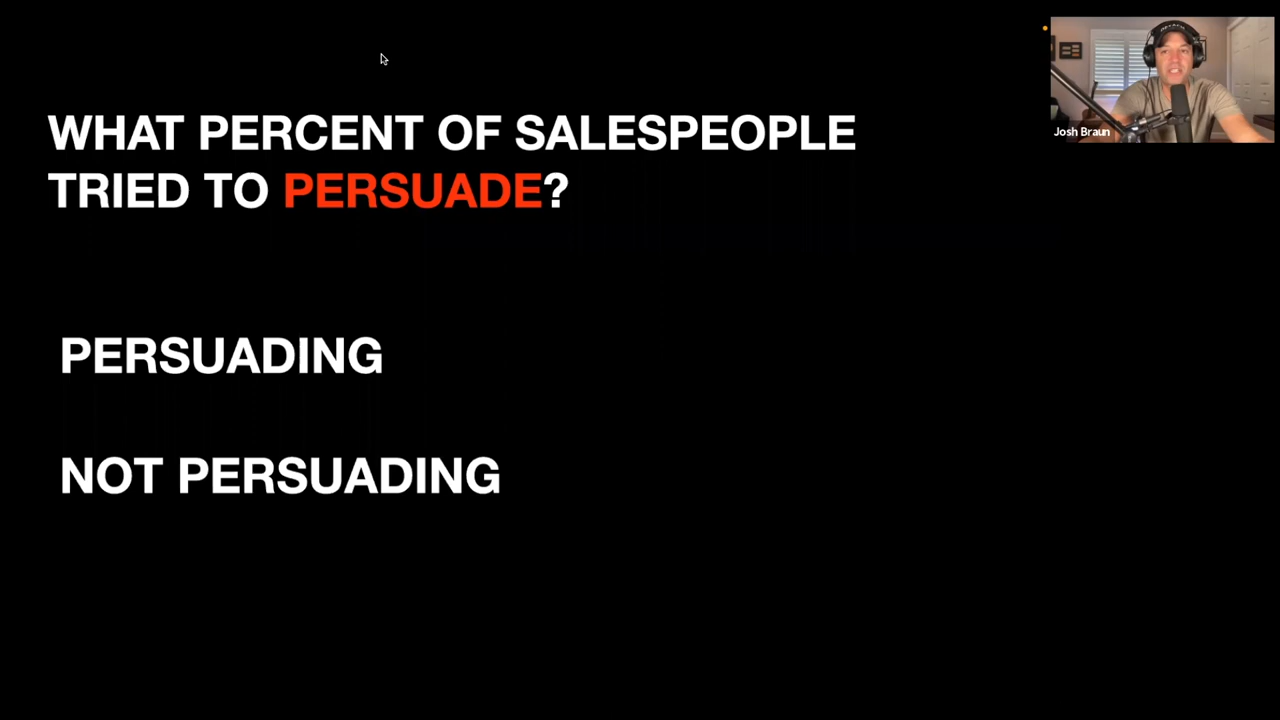 WHAT PERCENT OF SALESPEOPLE
TRIED TO PERSUADE?
PERSUADING
NOT PERSUADING
Josh Braun